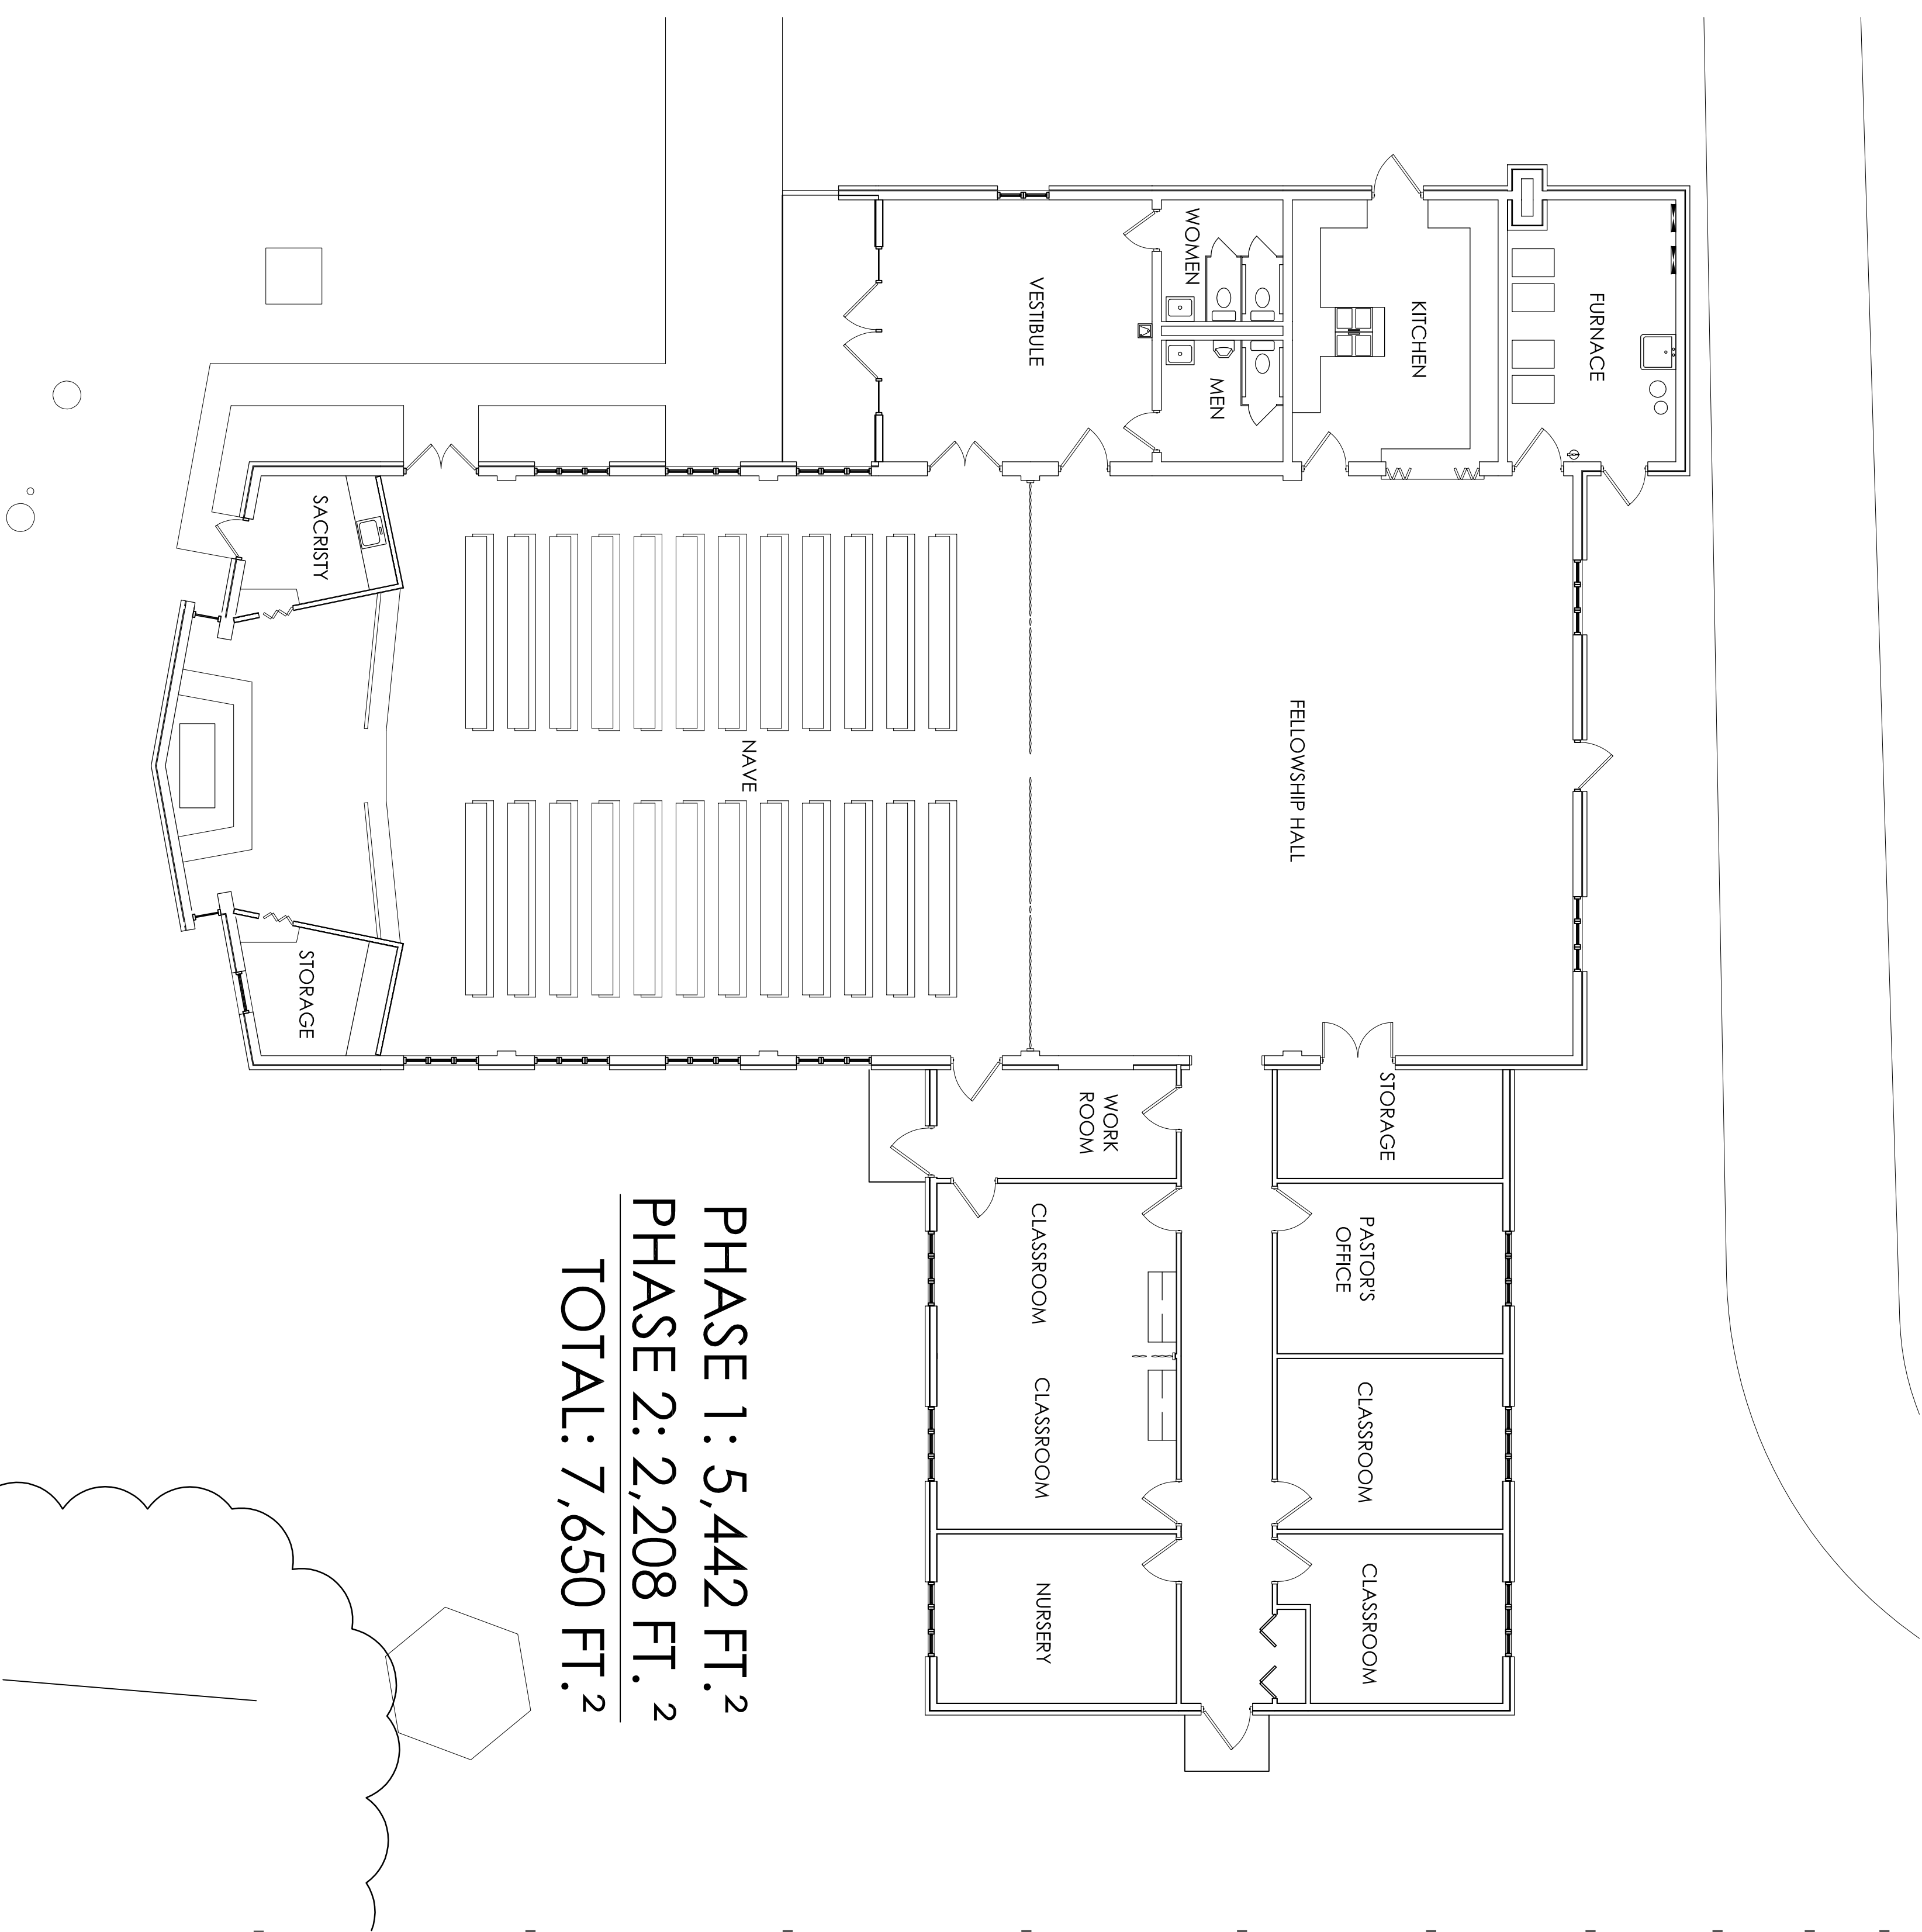 FURNACE
KITCHEN
WOMEN
MEN
VESTIBULE
SACRISTY
FELLOWSHIP HALL
NAVE
STORAGE
STORAGE
WORK
ROOM
PASTOR'S
OFFICE
CLASSROOM
CLASSROOM
CLASSROOM
CLASSROOM
NURSERY
PHASE 1: 5,442 FT.²
PHASE 2: 2,208 FT. ²
TOTAL: 7,650 FT.²